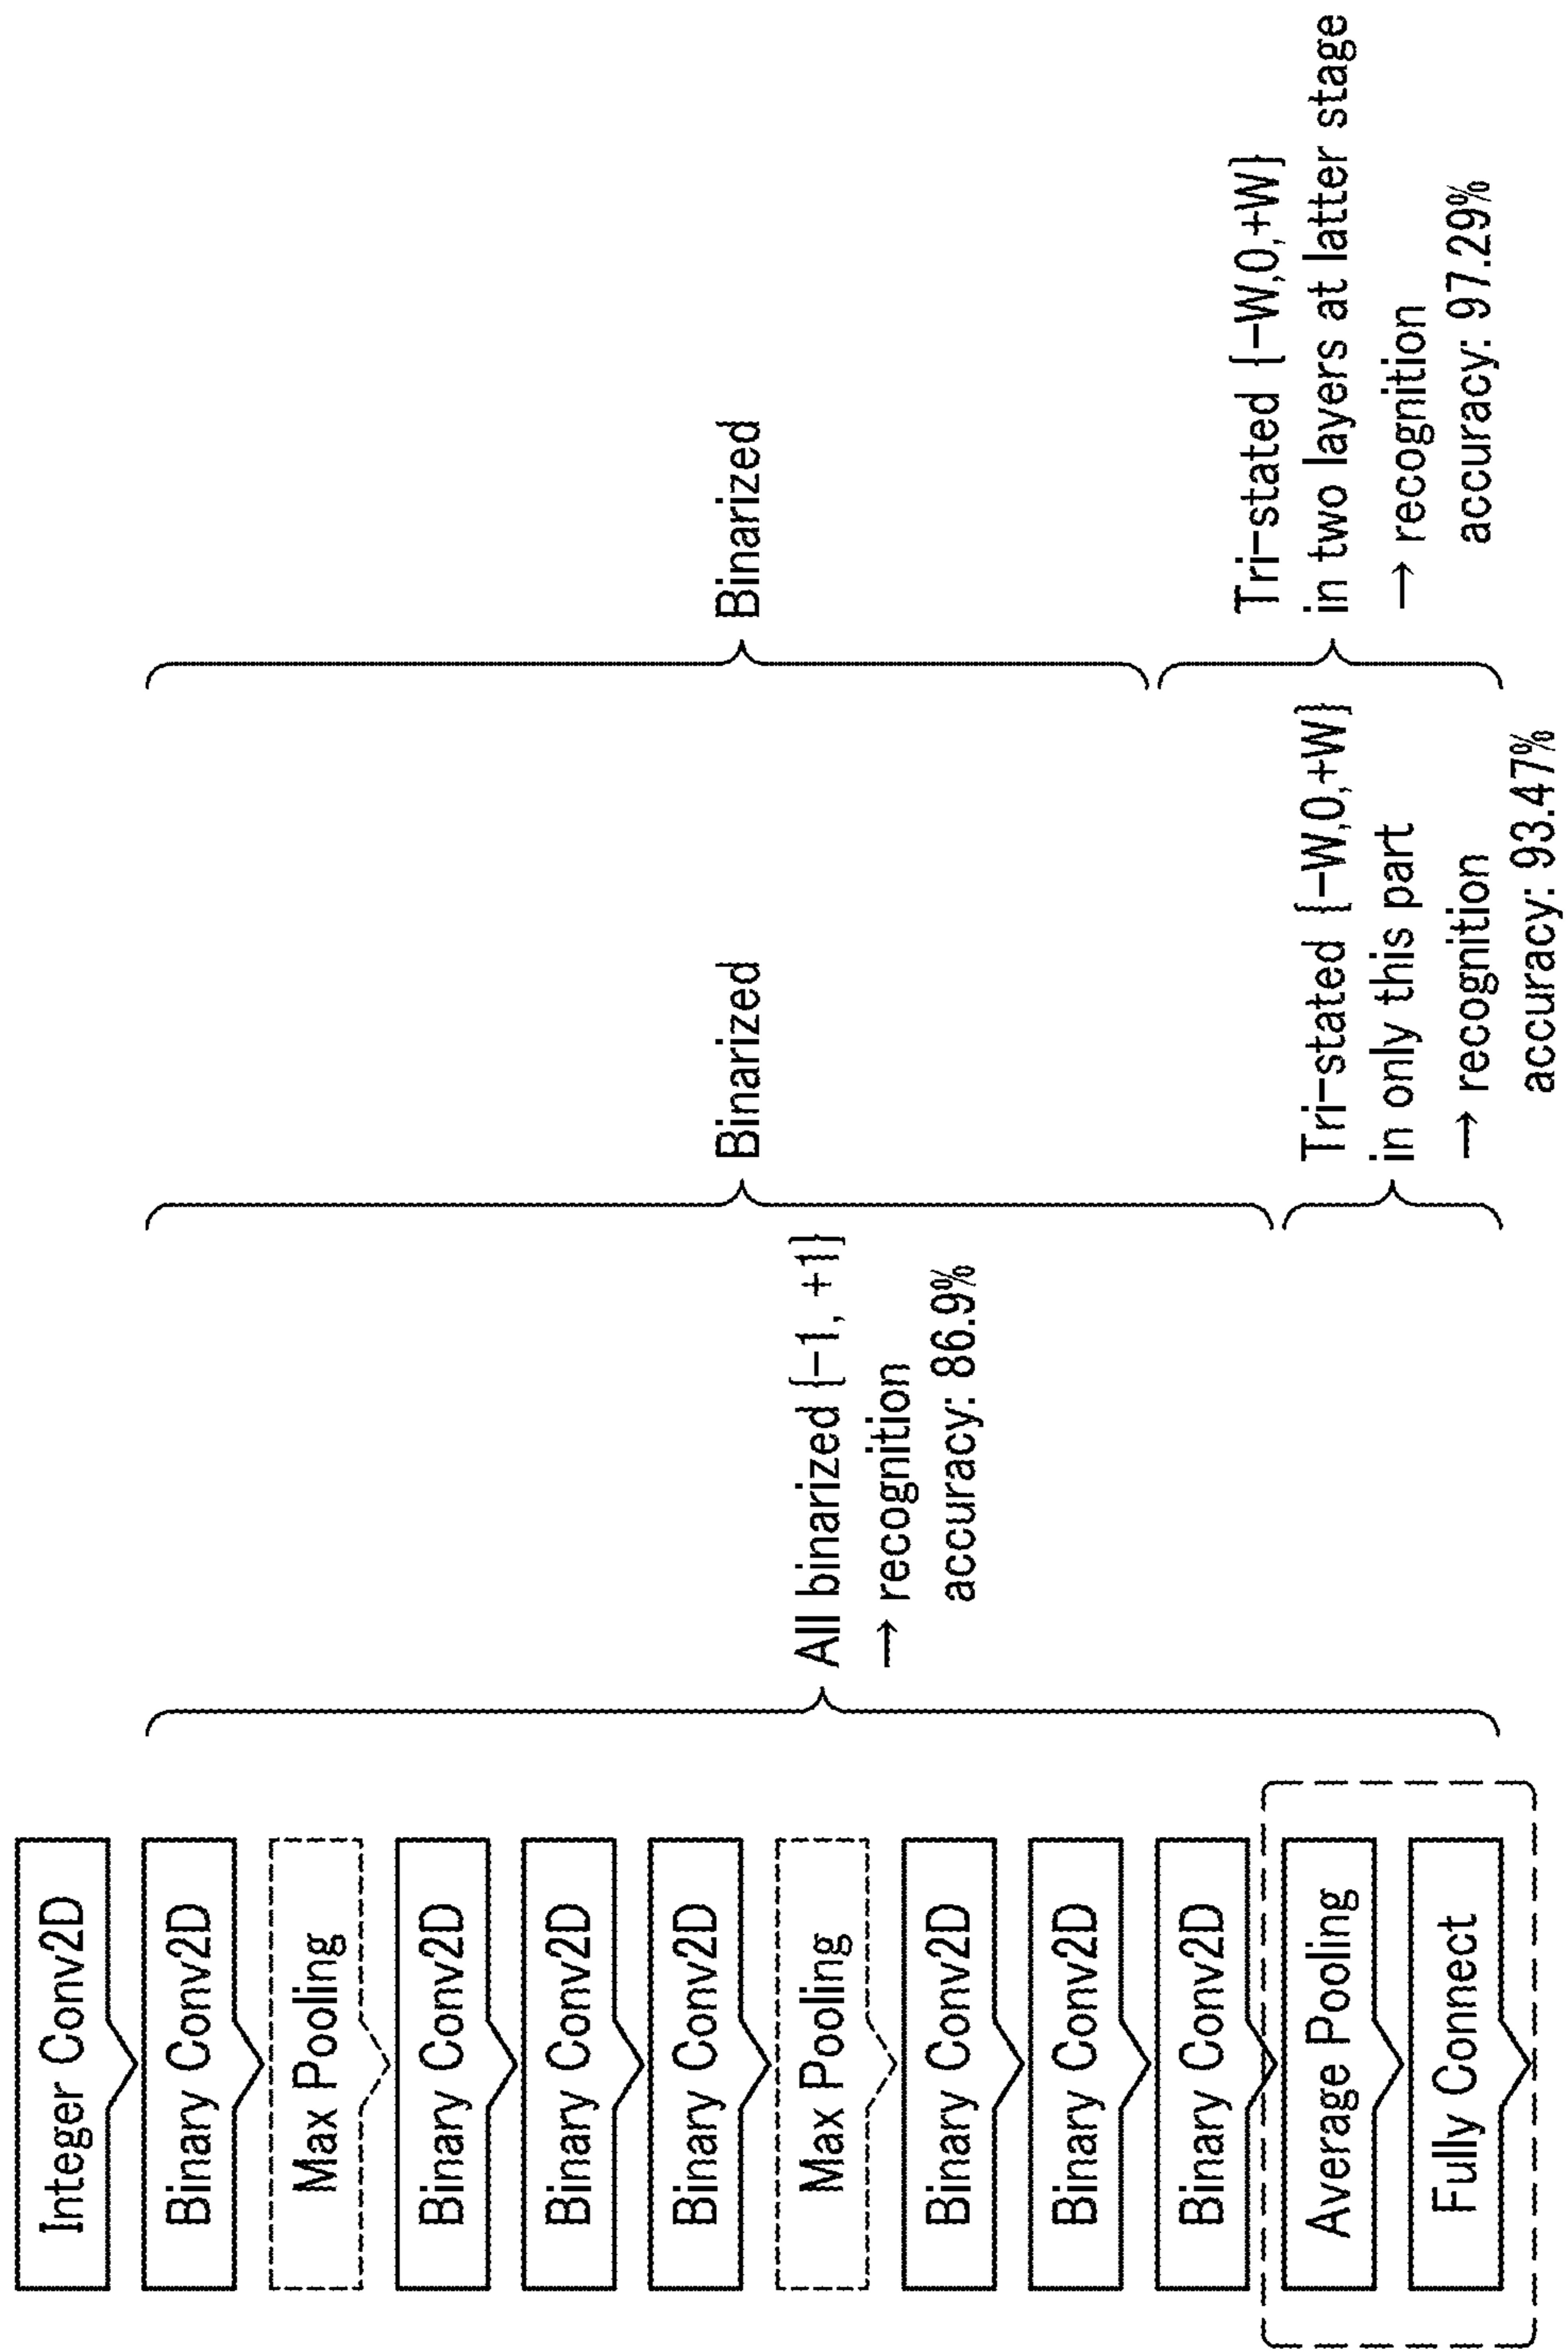 Integer Conv2D
Binary Conv2D
Max Pooling
Binary Conv2D
Binary Conv2D
Binary Conv2D
Max Pooling
Binary Conv2D
Binary Conv2D
Binary Conv2D
Average Pooling
Fully Connect
All binarized {-1, +1}
→ recognition
accuracy: 86.9%
Binarized
Tri-stated {-W,0,+W}
in only this part
→ recognition
accuracy: 93.47%
Binarized
Tri-stated {-W,0,+W}
in two layers at latter stage
→ recognition
accuracy: 97.29%